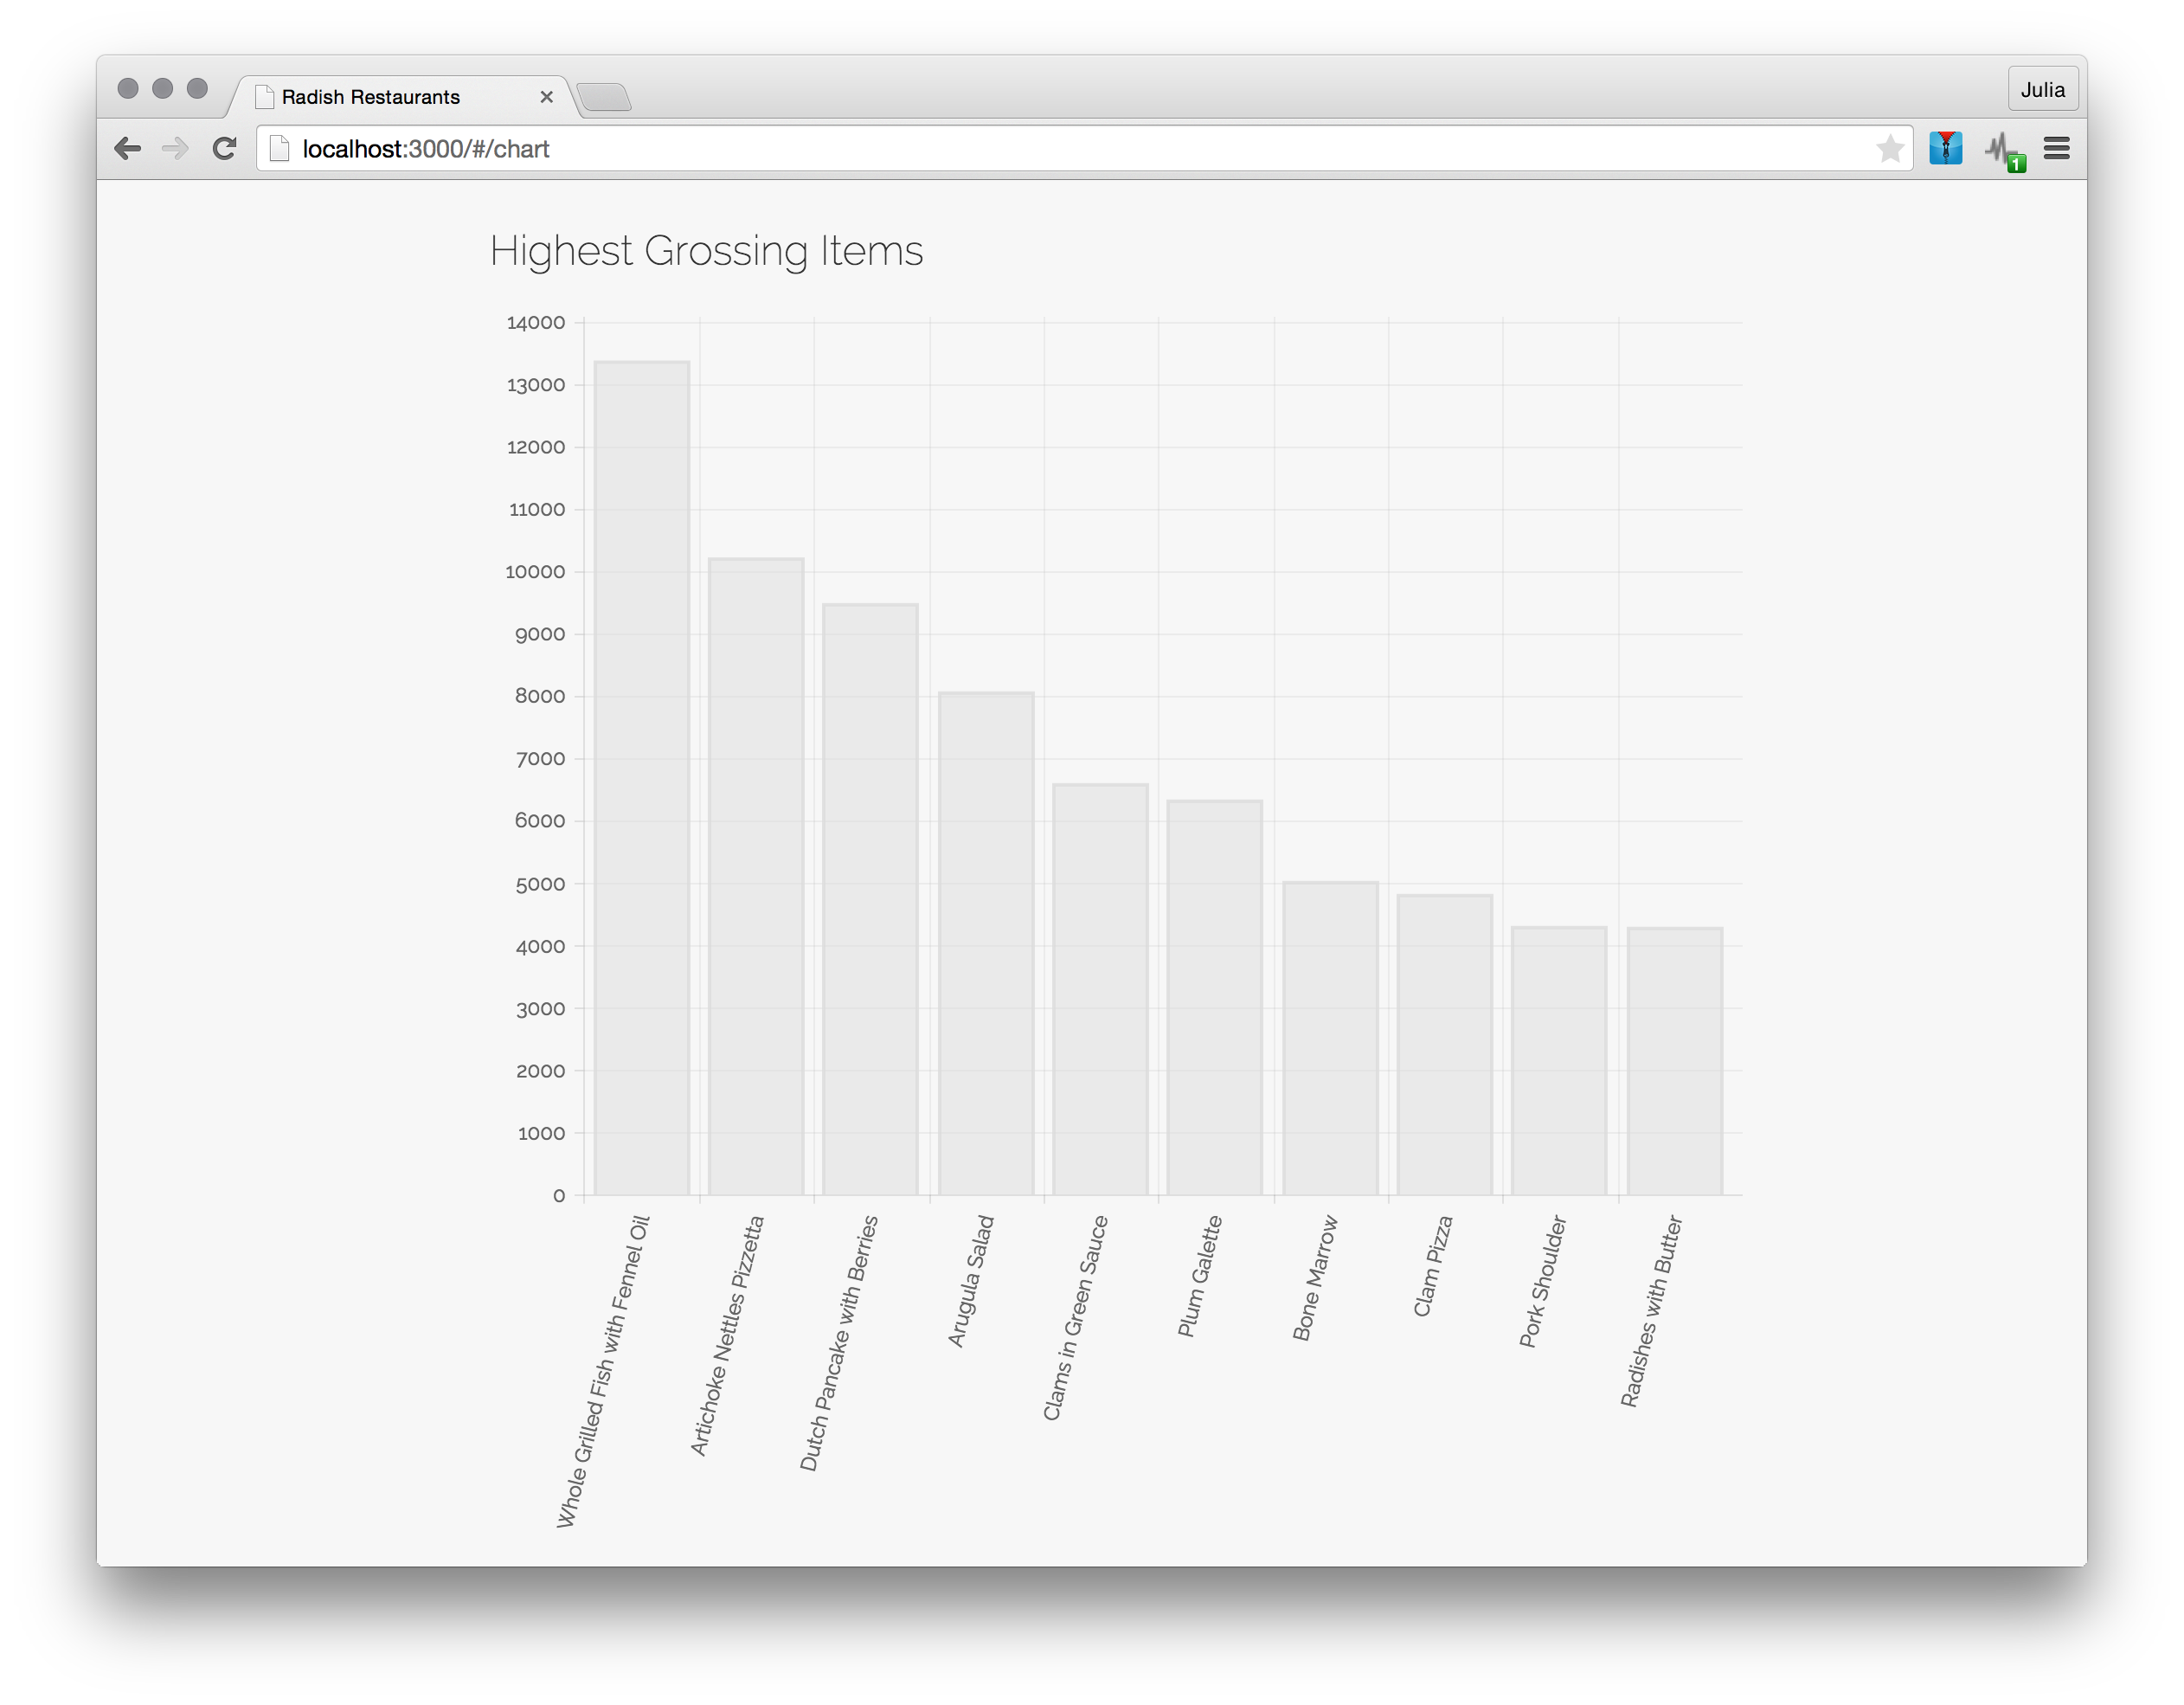 Radish Restaurants
Julia
localhost:3000/#/chart
1
Highest Grossing Items
14000
13000
12000
11000
10000
9000
8000
7000
6000
5000
4000
3000
2000
1000
0
Whole Grilled Fish with Fennel Oil
Artichoke Nettles Pizzetta
Dutch Pancake with Berries
Arugula Salad
Clams in Green Sauce
Plum Galette
Bone Marrow
Clam Pizza
Pork Shoulder
Radishes with Butter